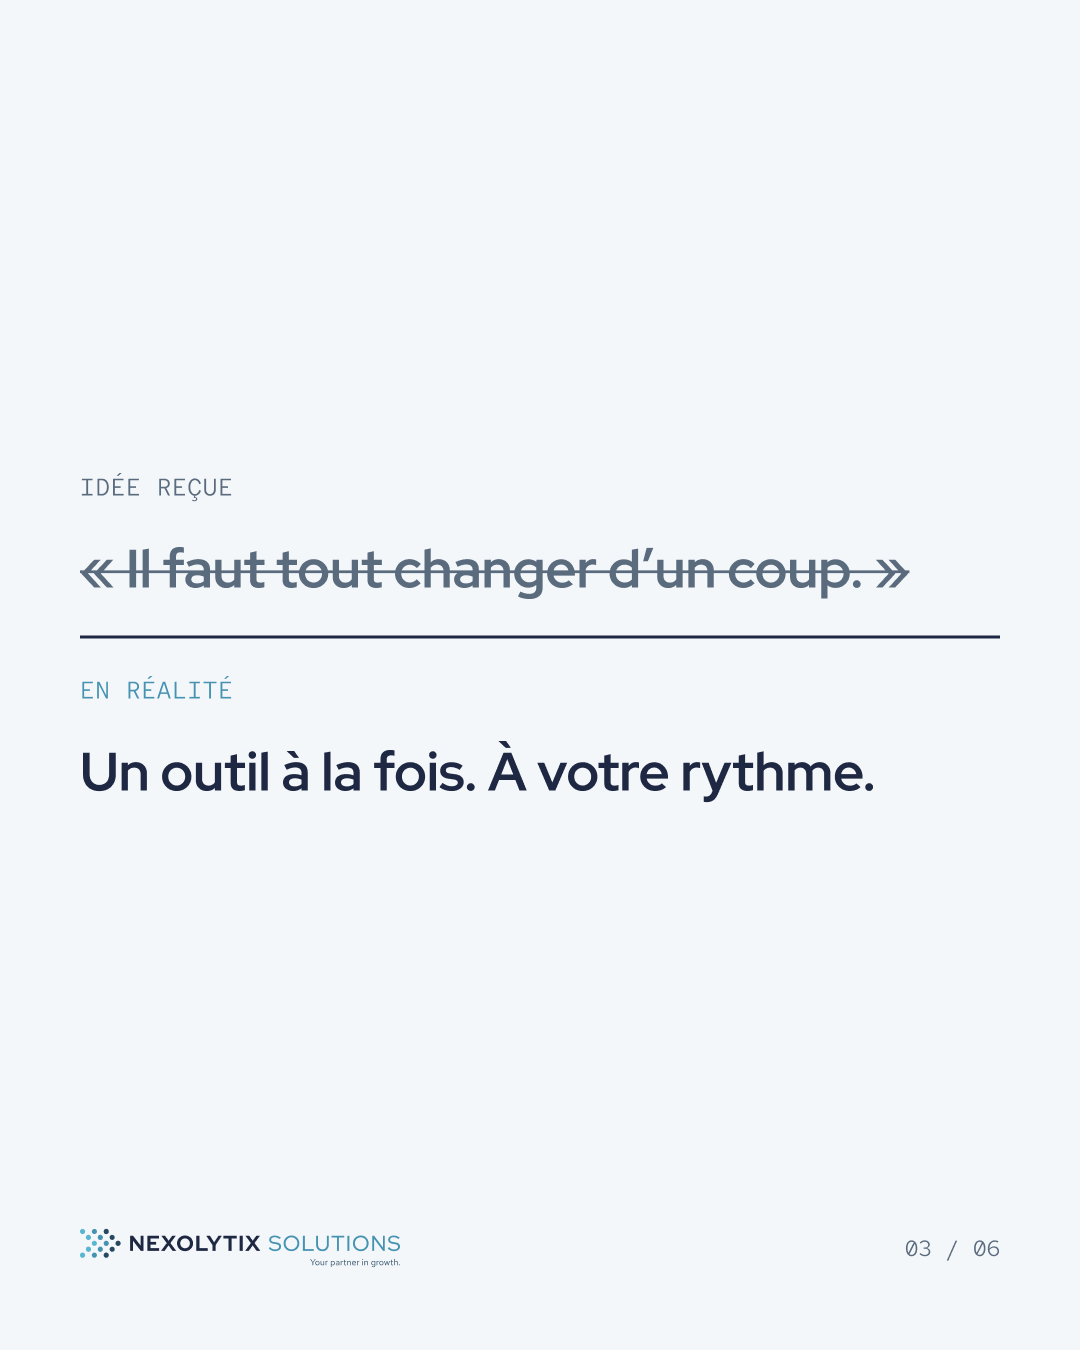 IDÉE REÇUE
« Il faut tout changer d’un coup. »
EN RÉALITÉ
Un outil à la fois. À votre rythme.
NEXOLYTIX SOLUTIONS
Your partner in growth.
03 / 06